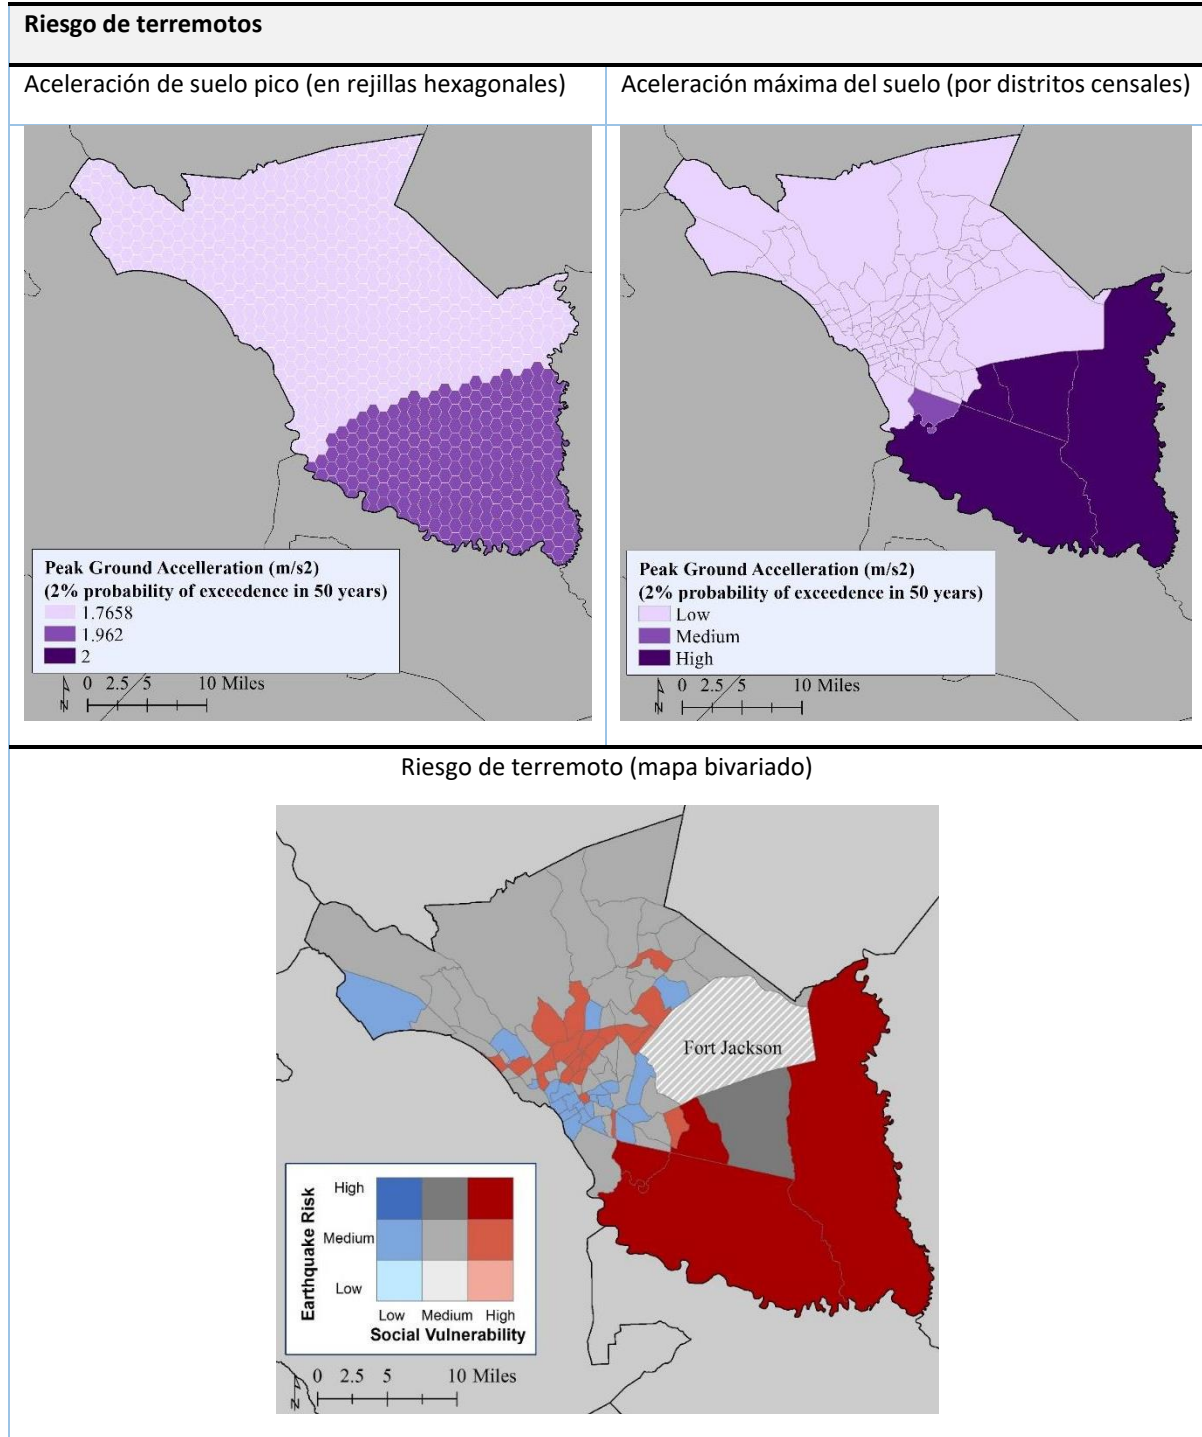 Riesgo de terremotos
Aceleración de suelo pico (en rejillas hexagonales)
Aceleración máxima del suelo (por distritos censales)
Peak Ground Accelleration (m/s2)
(2% probability of exceedence in 50 years)
1.7658
1.962
2
0 2.5 5 10 Miles
N
Peak Ground Accelleration (m/s2)
(2% probability of exceedence in 50 years)
Low
Medium
High
0 2.5 5 10 Miles
N
Riesgo de terremoto (mapa bivariado)
Fort Jackson
Earthquake Risk
High
Medium
Low
Low Medium High
Social Vulnerability
0 2.5 5 10 Miles
N